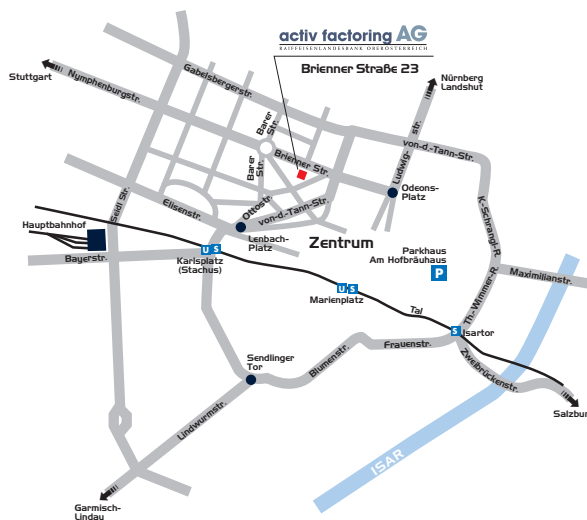 activ factoring AG
RAIFFEISENLANDESBANK OBERÖSTERREICH
Brienner Straße 23
Stuttgart
Nymphenburgstr.
Gabelsbergerstr.
Nürnberg
Landshut
Barer
Str.
Brienner Str.
Barer
Str.
Ludwig-
str.
von-d.-Tann-Str.
Seidl Str.
Elisenstr.
Ottostr.
von-d.-Tann-Str.
Odeons-
Platz
K.-Schrangl-R.
Hauptbahnhof
Bayerstr.
Lenbach-
Platz
Zentrum
U S
Karlsplatz
(Stachus)
Parkhaus
Am Hofbräuhaus
P
Maximilianstr.
U S
Marienplatz
Tal
Th.-Wimmer-R.
S
Isartor
Frauenstr.
Zweibrückenstr.
Sendlinger
Tor
Blumenstr.
Lindwurmstr.
Salzburg
ISAR
Garmisch-
Lindau